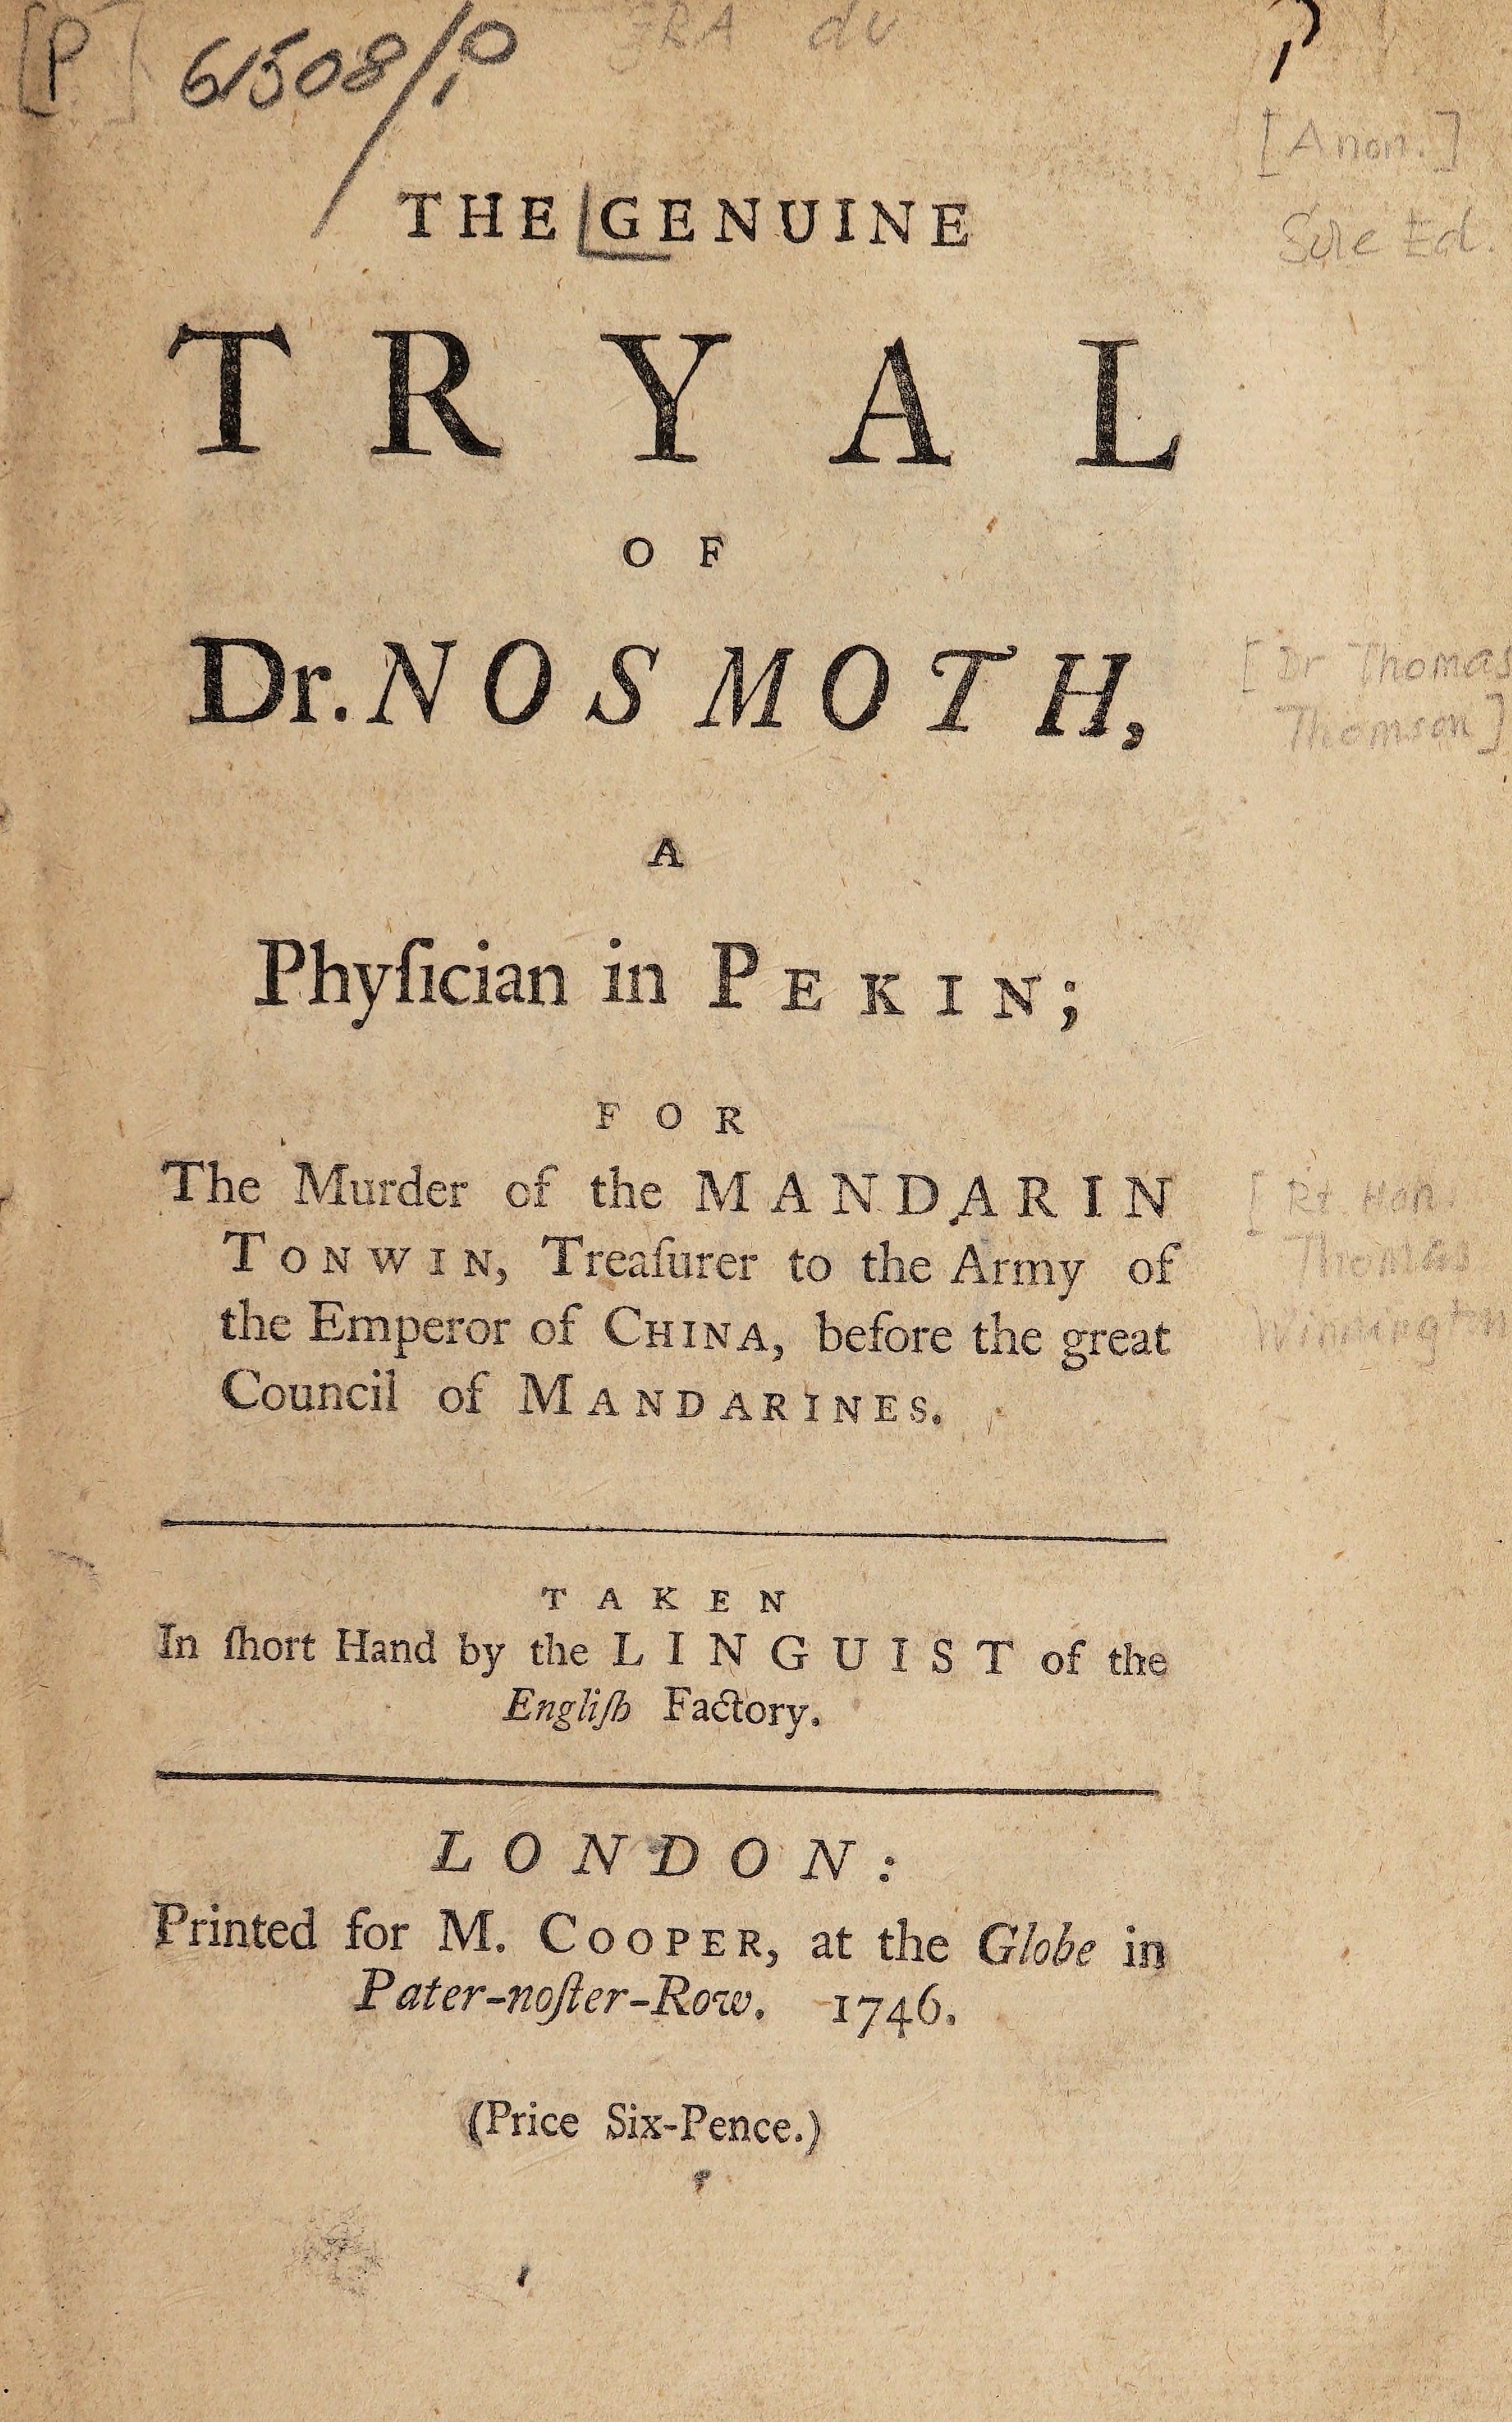 [P] 61508/P
THE GENUINE
[Anon.]
TRYAL
Sole Ed.
OF
Dr. NOSMOTH,
[Dr Thomas
Thomson]
A
Phyſician in PEKIN;
FOR
The Murder of the MANDARIN
[Rt. Hon.
TONWIN, Treaſurer to the Army of
Thomas
the Emperor of CHINA, before the great
Winnington
Council of MANDARINES.
TAKEN
In ſhort Hand by the LINGUIST of the
Engliſh Factory.
LONDON:
Printed for M. COOPER, at the Globe in
Pater-noſter-Row. 1746.
(Price Six-Pence.)